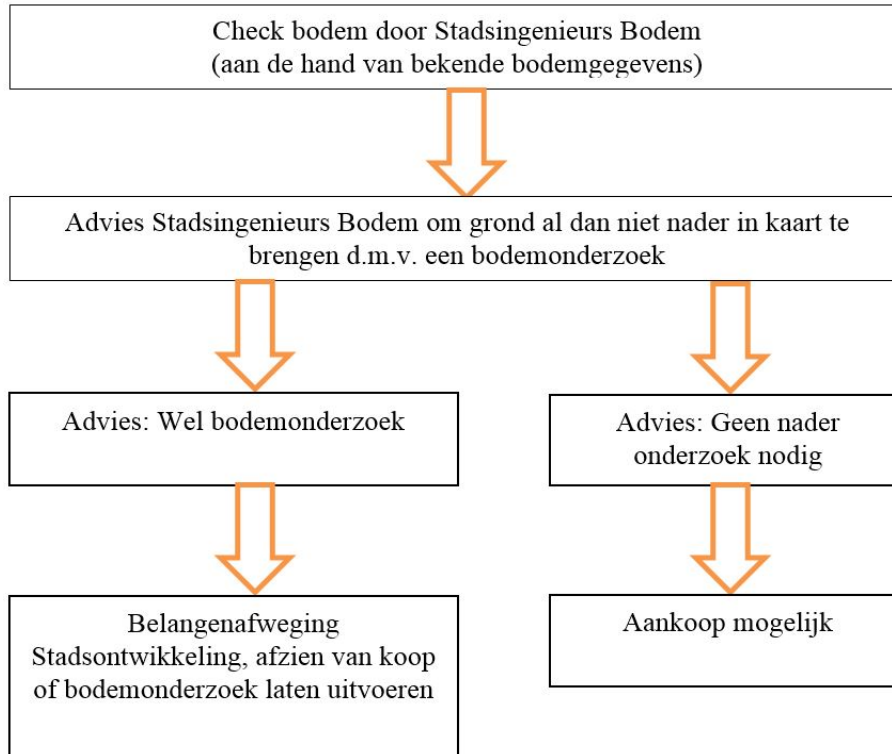 Check bodem door Stadsingenieurs Bodem
(aan de hand van bekende bodemgegevens)
Advies Stadsingenieurs Bodem om grond al dan niet nader in kaart te
brengen d.m.v. een bodemonderzoek
Advies: Wel bodemonderzoek
Advies: Geen nader
onderzoek nodig
Belangenafweging
Stadsontwikkeling, afzien van koop
of bodemonderzoek laten uitvoeren
Aankoop mogelijk